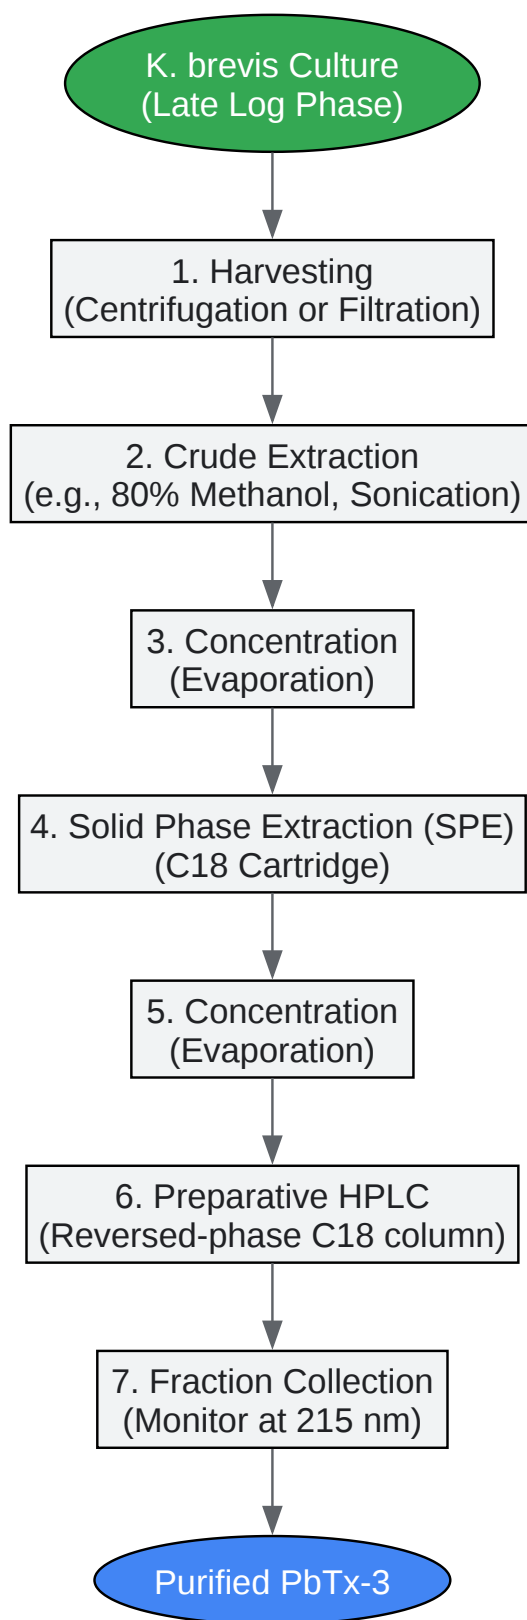 K. brevis Culture
(Late Log Phase)
1. Harvesting
(Centrifugation or Filtration)
2. Crude Extraction
(e.g., 80% Methanol, Sonication)
3. Concentration
(Evaporation)
4. Solid Phase Extraction (SPE)
(C18 Cartridge)
5. Concentration
(Evaporation)
6. Preparative HPLC
(Reversed-phase C18 column)
7. Fraction Collection
(Monitor at 215 nm)
Purified PbTx-3